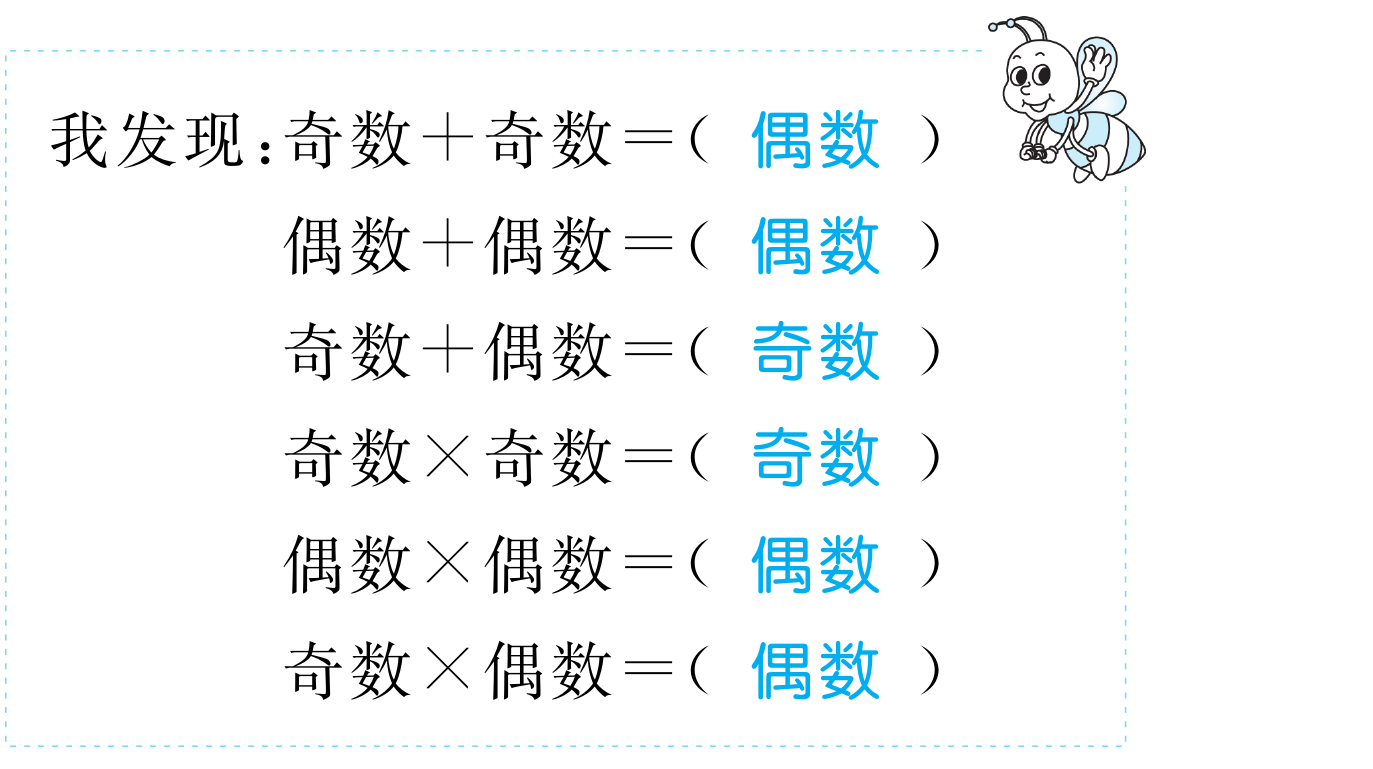 我发现：奇数＋奇数＝（ 偶数 ）
偶数＋偶数＝（ 偶数 ）
奇数＋偶数＝（ 奇数 ）
奇数×奇数＝（ 奇数 ）
偶数×偶数＝（ 偶数 ）
奇数×偶数＝（ 偶数 ）